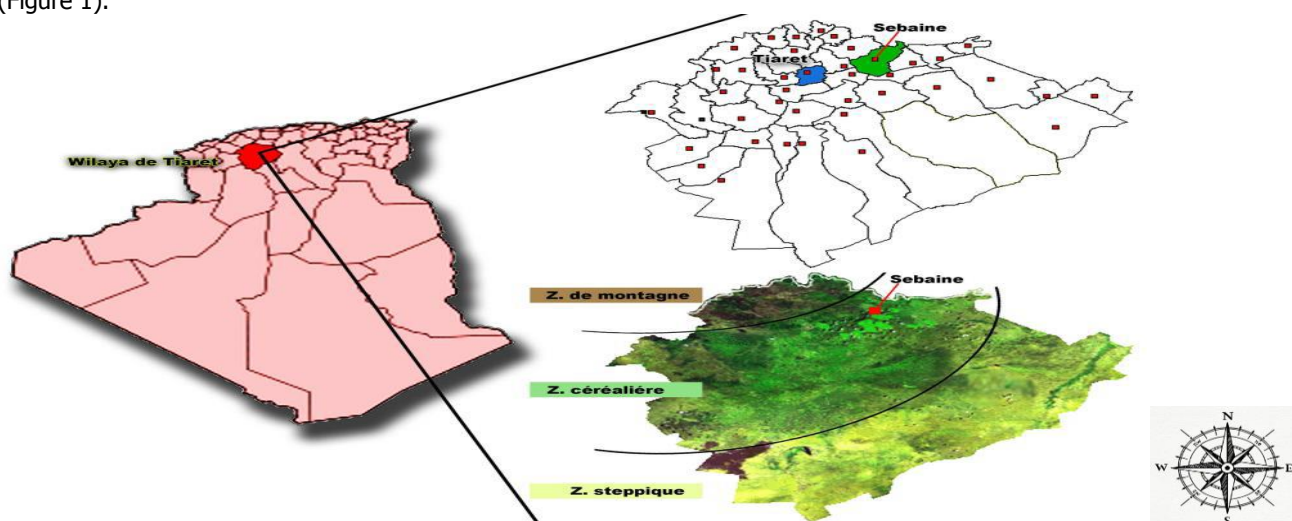 (Figure 1).
Sebaine
Tiaret
Wilaya de Tiaret
Sebaine
Z. de montagne
Z. céréalière
Z. steppique
N
W
E
S